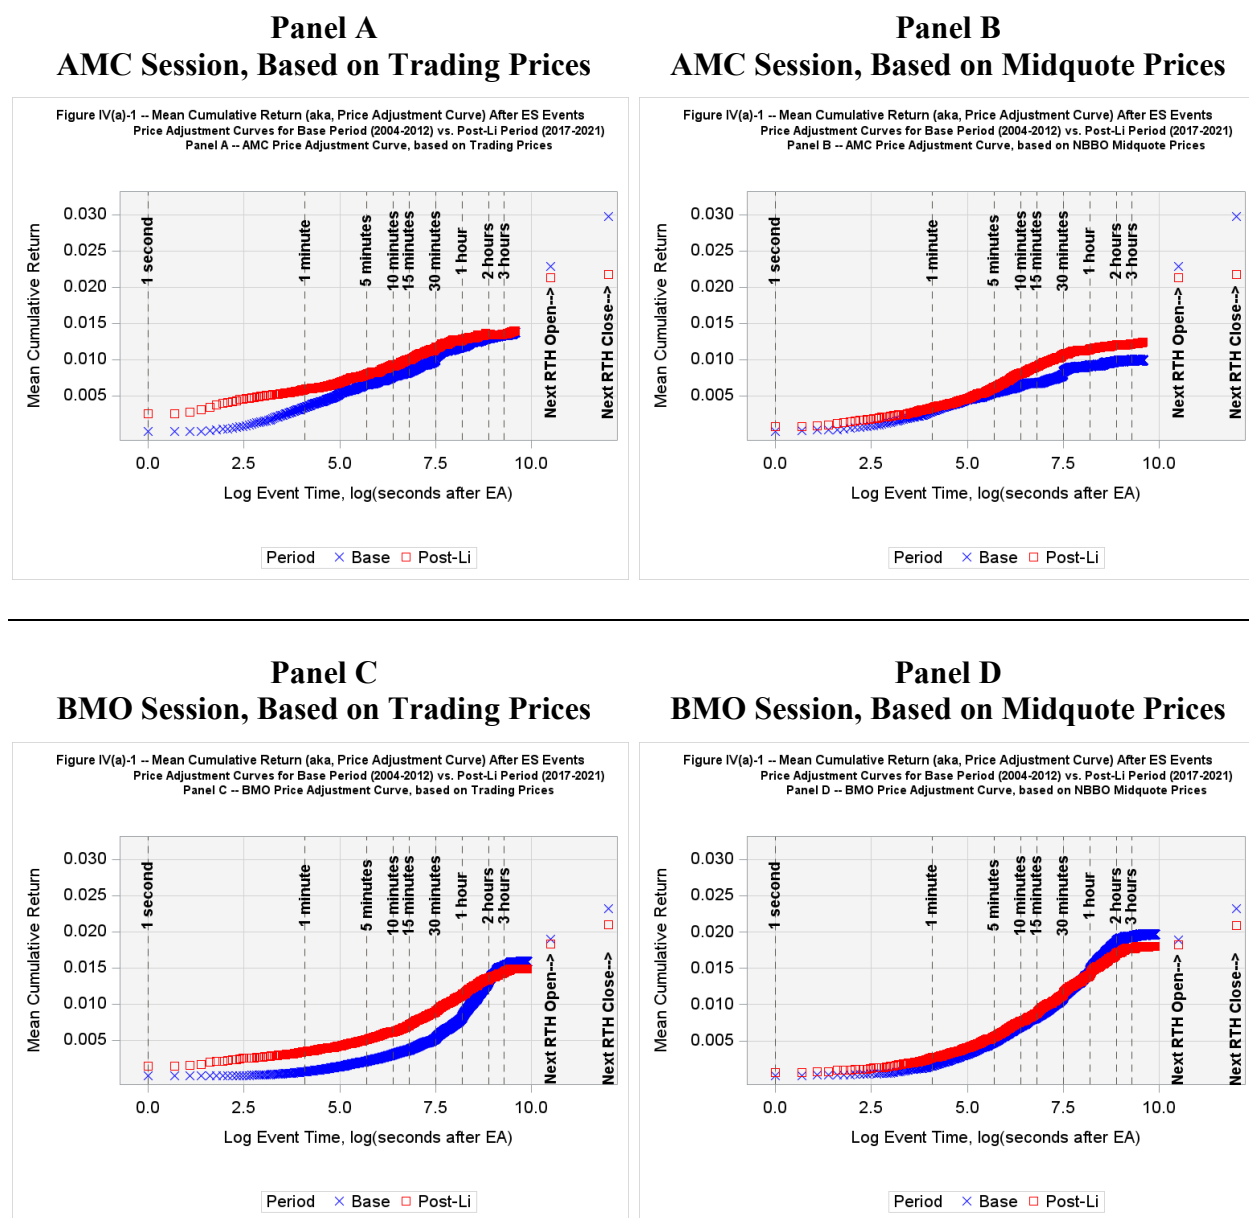 Panel A
AMC Session, Based on Trading Prices
Figure IV(a)-1 -- Mean Cumulative Return (aka, Price Adjustment Curve) After ES Events
Price Adjustment Curves for Base Period (2004-2012) vs. Post-Li Period (2017-2021)
Panel A -- AMC Price Adjustment Curve, based on Trading Prices
Mean Cumulative Return
0.030
0.025
0.020
0.015
0.010
0.005
1 second
1 minute
5 minutes
10 minutes
15 minutes
30 minutes
1 hour
2 hours
3 hours
Next RTH Open-->
Next RTH Close-->
0.0 2.5 5.0 7.5 10.0
Log Event Time, log(seconds after EA)
Period Base Post-Li
Panel B
AMC Session, Based on Midquote Prices
Figure IV(a)-1 -- Mean Cumulative Return (aka, Price Adjustment Curve) After ES Events
Price Adjustment Curves for Base Period (2004-2012) vs. Post-Li Period (2017-2021)
Panel B -- AMC Price Adjustment Curve, based on NBBO Midquote Prices
Mean Cumulative Return
0.030
0.025
0.020
0.015
0.010
0.005
1 second
1 minute
5 minutes
10 minutes
15 minutes
30 minutes
1 hour
2 hours
3 hours
Next RTH Open-->
Next RTH Close-->
0.0 2.5 5.0 7.5 10.0
Log Event Time, log(seconds after EA)
Period Base Post-Li
Panel C
BMO Session, Based on Trading Prices
Figure IV(a)-1 -- Mean Cumulative Return (aka, Price Adjustment Curve) After ES Events
Price Adjustment Curves for Base Period (2004-2012) vs. Post-Li Period (2017-2021)
Panel C -- BMO Price Adjustment Curve, based on Trading Prices
Mean Cumulative Return
0.030
0.025
0.020
0.015
0.010
0.005
1 second
1 minute
5 minutes
10 minutes
15 minutes
30 minutes
1 hour
2 hours
3 hours
Next RTH Open-->
Next RTH Close-->
0.0 2.5 5.0 7.5 10.0
Log Event Time, log(seconds after EA)
Period Base Post-Li
Panel D
BMO Session, Based on Midquote Prices
Figure IV(a)-1 -- Mean Cumulative Return (aka, Price Adjustment Curve) After ES Events
Price Adjustment Curves for Base Period (2004-2012) vs. Post-Li Period (2017-2021)
Panel D -- BMO Price Adjustment Curve, based on NBBO Midquote Prices
Mean Cumulative Return
0.030
0.025
0.020
0.015
0.010
0.005
1 second
1 minute
5 minutes
10 minutes
15 minutes
30 minutes
1 hour
2 hours
3 hours
Next RTH Open-->
Next RTH Close-->
0.0 2.5 5.0 7.5 10.0
Log Event Time, log(seconds after EA)
Period Base Post-Li